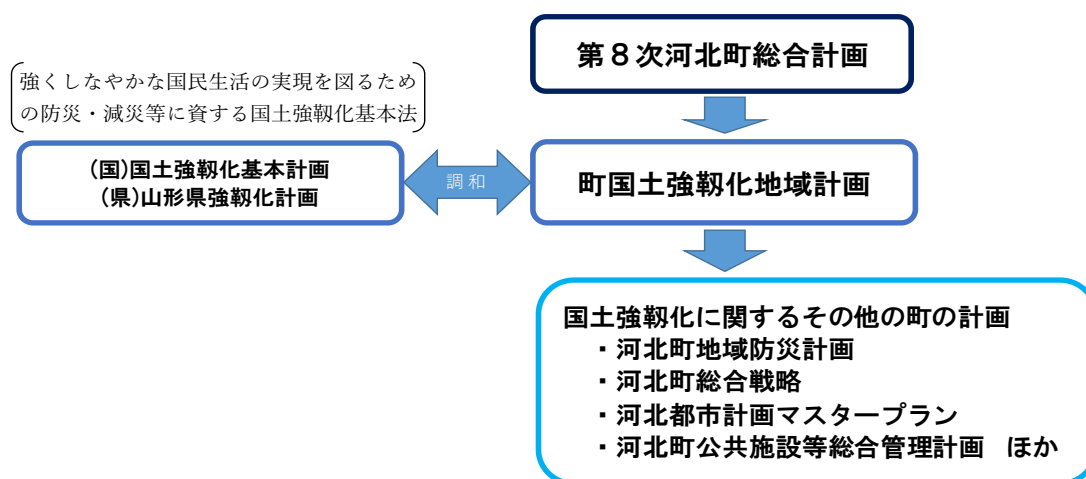 第８次河北町総合計画
強くしなやかな国民生活の実現を図るため
の防災・減災等に資する国土強靱化基本法
(国)国土強靱化基本計画
(県)山形県強靱化計画
調和
町国土強靱化地域計画
国土強靱化に関するその他の町の計画
・河北町地域防災計画
・河北町総合戦略
・河北都市計画マスタープラン
・河北町公共施設等総合管理計画　ほか